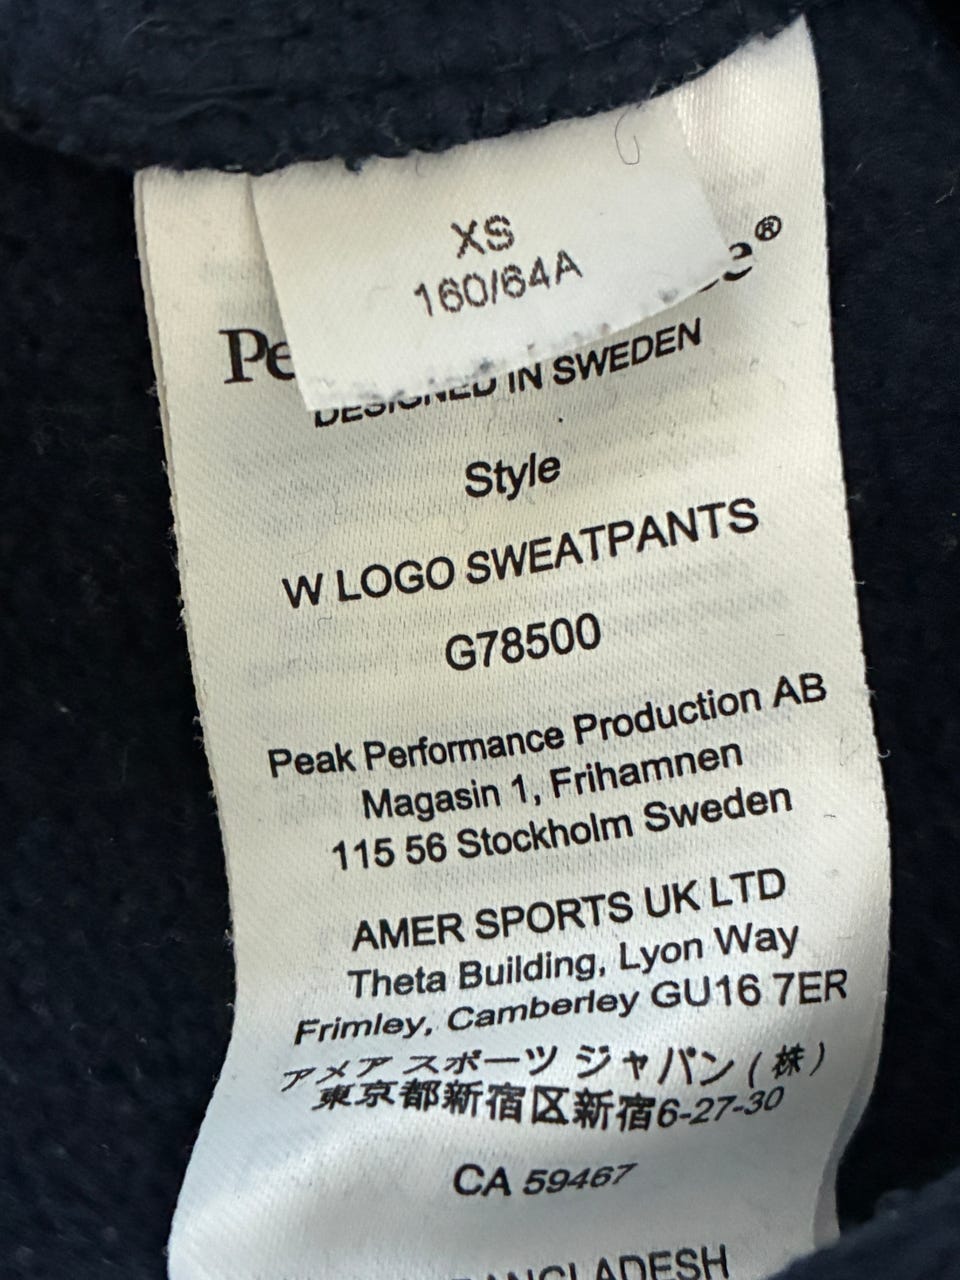 XS
160/64A
®
DESIGNED IN SWEDEN
Style
W LOGO SWEATPANTS
G78500
Peak Performance Production AB
Magasin 1, Frihamnen
115 56 Stockholm Sweden
AMER SPORTS UK LTD
Theta Building, Lyon Way
Frimley, Camberley GU16 7ER
アメア スポーツ ジャパン (株)
東京都新宿区新宿6-27-30
CA 59467
BANGLADESH